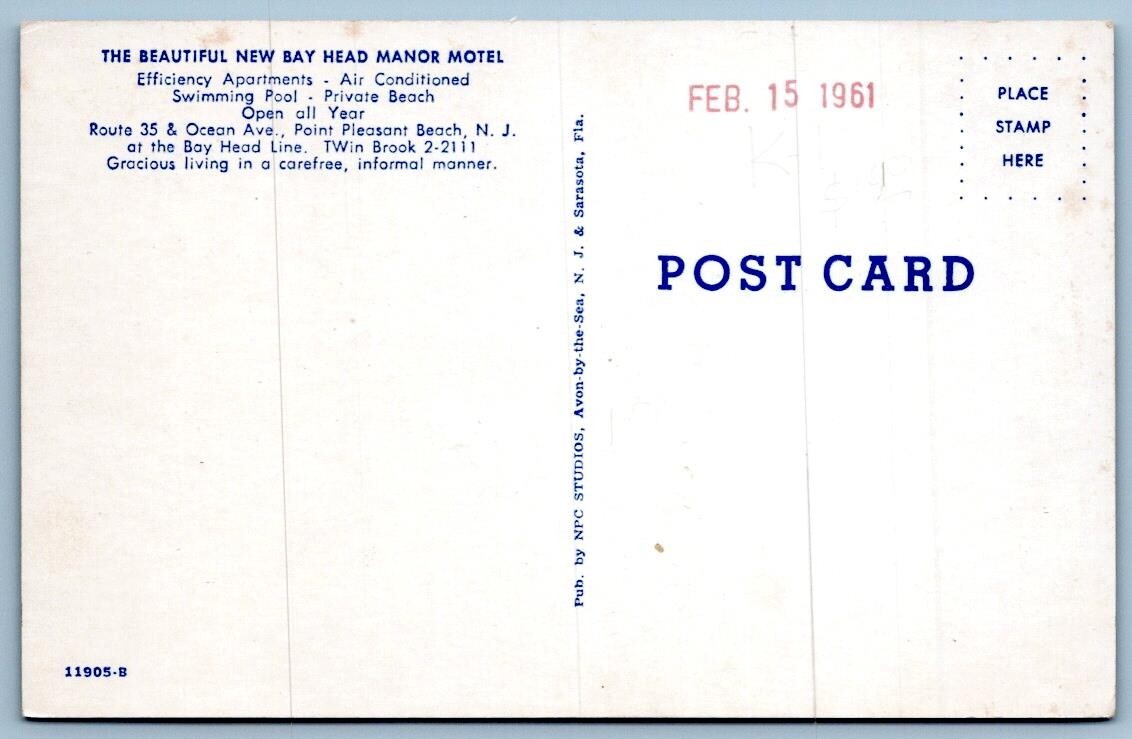 THE BEAUTIFUL NEW BAY HEAD MANOR MOTEL
Efficiency Apartments - Air Conditioned
Swimming Pool - Private Beach
Open all Year
Route 35 & Ocean Ave., Point Pleasant Beach, N. J.
at the Bay Head Line. TWin Brook 2-2111
Gracious living in a carefree, informal manner.
11905-B
Pub. by NPC STUDIOS, Avon-by-the-Sea, N. J. & Sarasota, Fla.
FEB. 15 1961
PLACE
STAMP
HERE
POST CARD